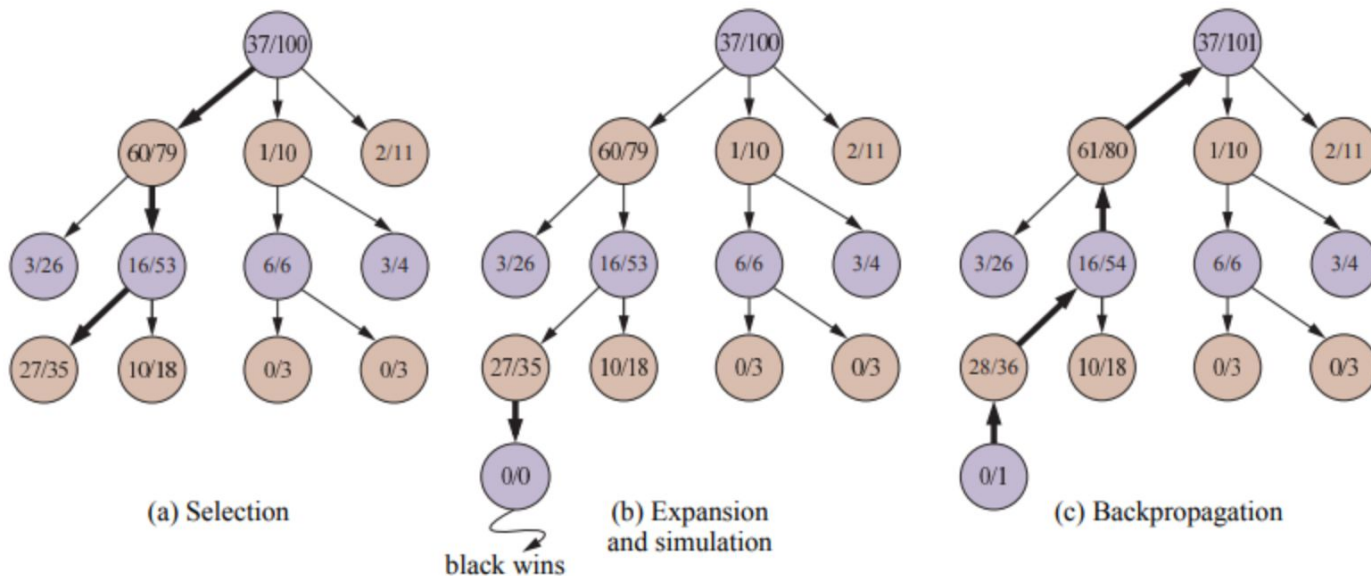 37/100
60/79 1/10 2/11
3/26 16/53 6/6 3/4
27/35 10/18 0/3 0/3
(a) Selection
37/100
60/79 1/10 2/11
3/26 16/53 6/6 3/4
27/35 10/18 0/3 0/3
0/0
black wins
(b) Expansion
and simulation
37/101
61/80 1/10 2/11
3/26 16/54 6/6 3/4
28/36 10/18 0/3 0/3
0/1
(c) Backpropagation